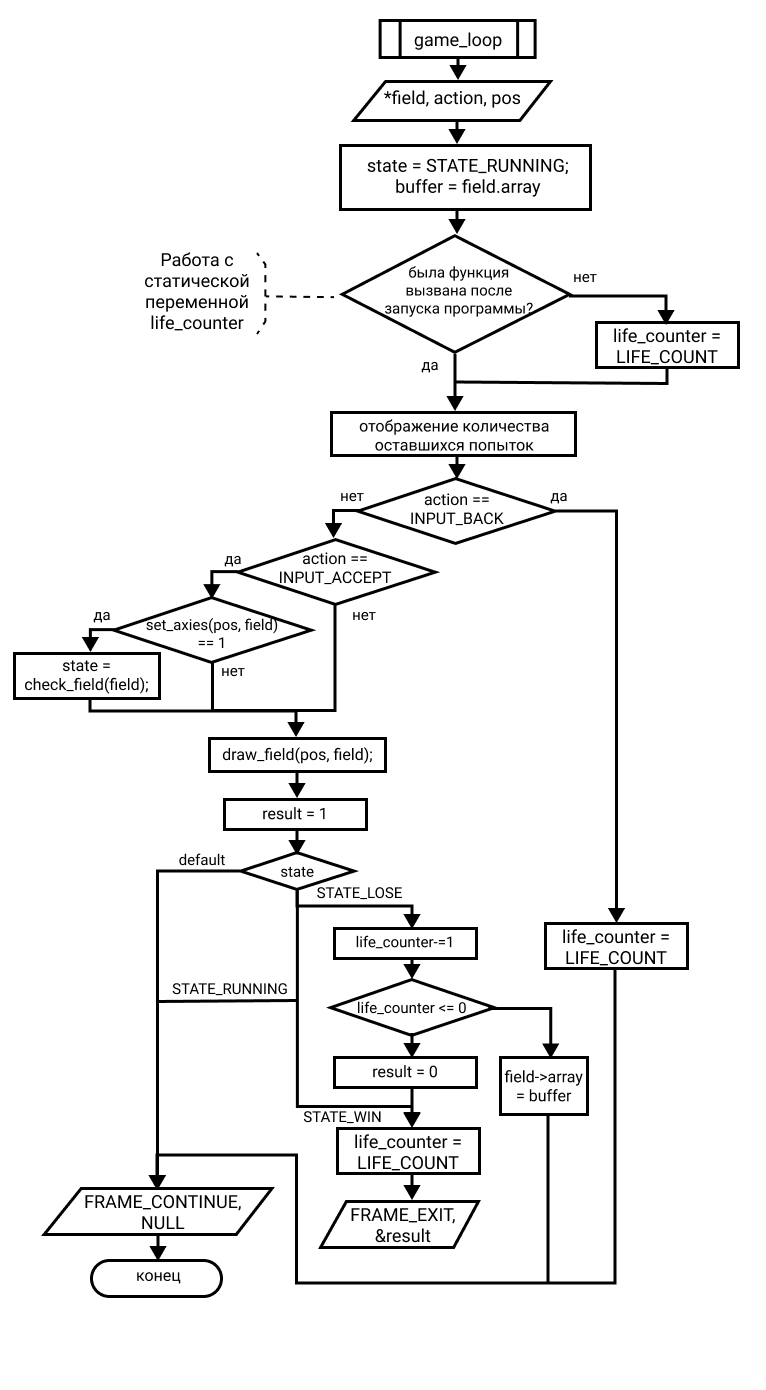 game_loop
*field, action, pos
state = STATE_RUNNING;
buffer = field.array
Работа с
статической
переменной
life_counter
была функция
вызвана после
запуска программы?
нет
life_counter =
LIFE_COUNT
да
отображение количества
оставшихся попыток
нет
action ==
INPUT_BACK
да
да
action ==
INPUT_ACCEPT
нет
да
set_axies(pos, field)
== 1
нет
state =
check_field(field);
draw_field(pos, field);
result = 1
default
state
STATE_LOSE
life_counter-=1
life_counter =
LIFE_COUNT
STATE_RUNNING
life_counter <= 0
result = 0
field->array
= buffer
STATE_WIN
life_counter =
LIFE_COUNT
FRAME_CONTINUE,
NULL
FRAME_EXIT,
&result
конец